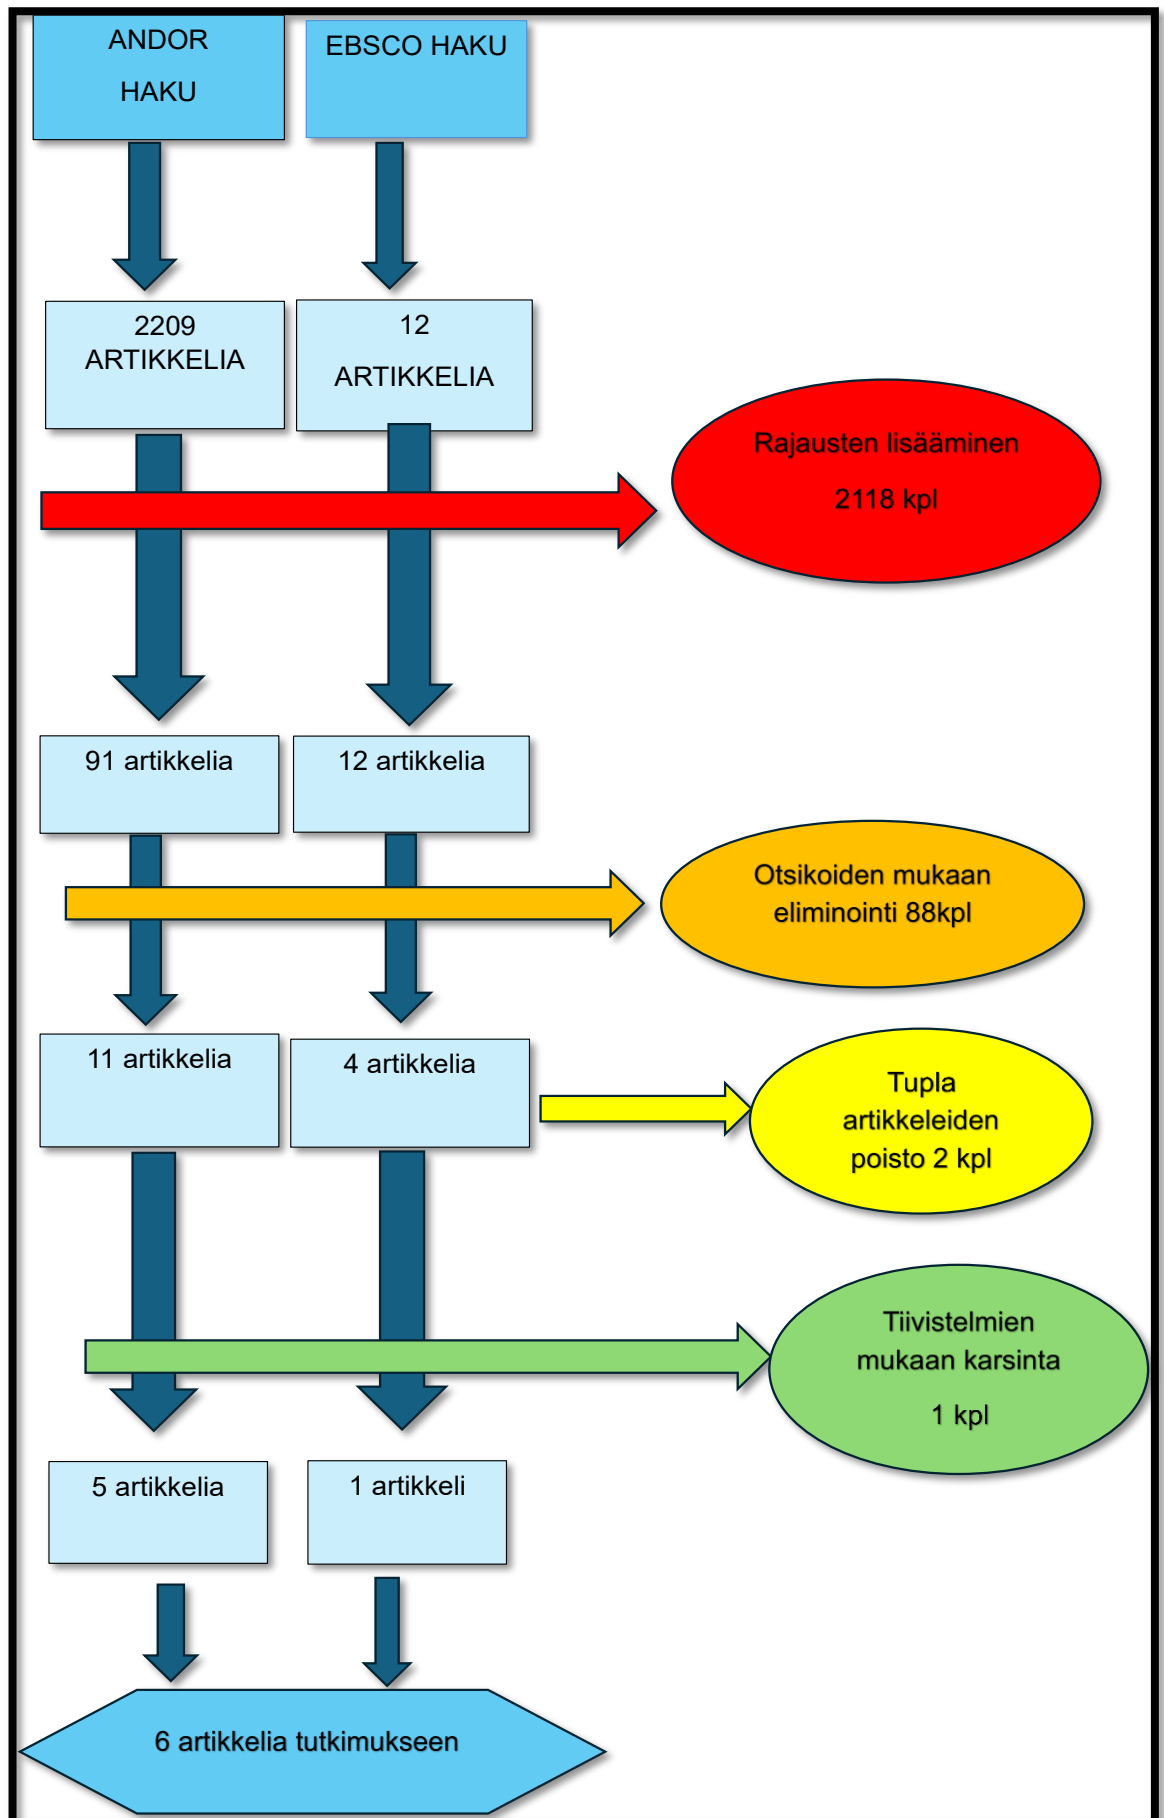 ANDOR
HAKU
EBSCO HAKU
2209
ARTIKKELIA
12
ARTIKKELIA
Rajausten lisääminen
2118 kpl
91 artikkelia
12 artikkelia
Otsikoiden mukaan
eliminointi 88kpl
11 artikkelia
4 artikkelia
Tupla
artikkeleiden
poisto 2 kpl
Tiivistelmien
mukaan karsinta
1 kpl
5 artikkelia
1 artikkeli
6 artikkelia tutkimukseen